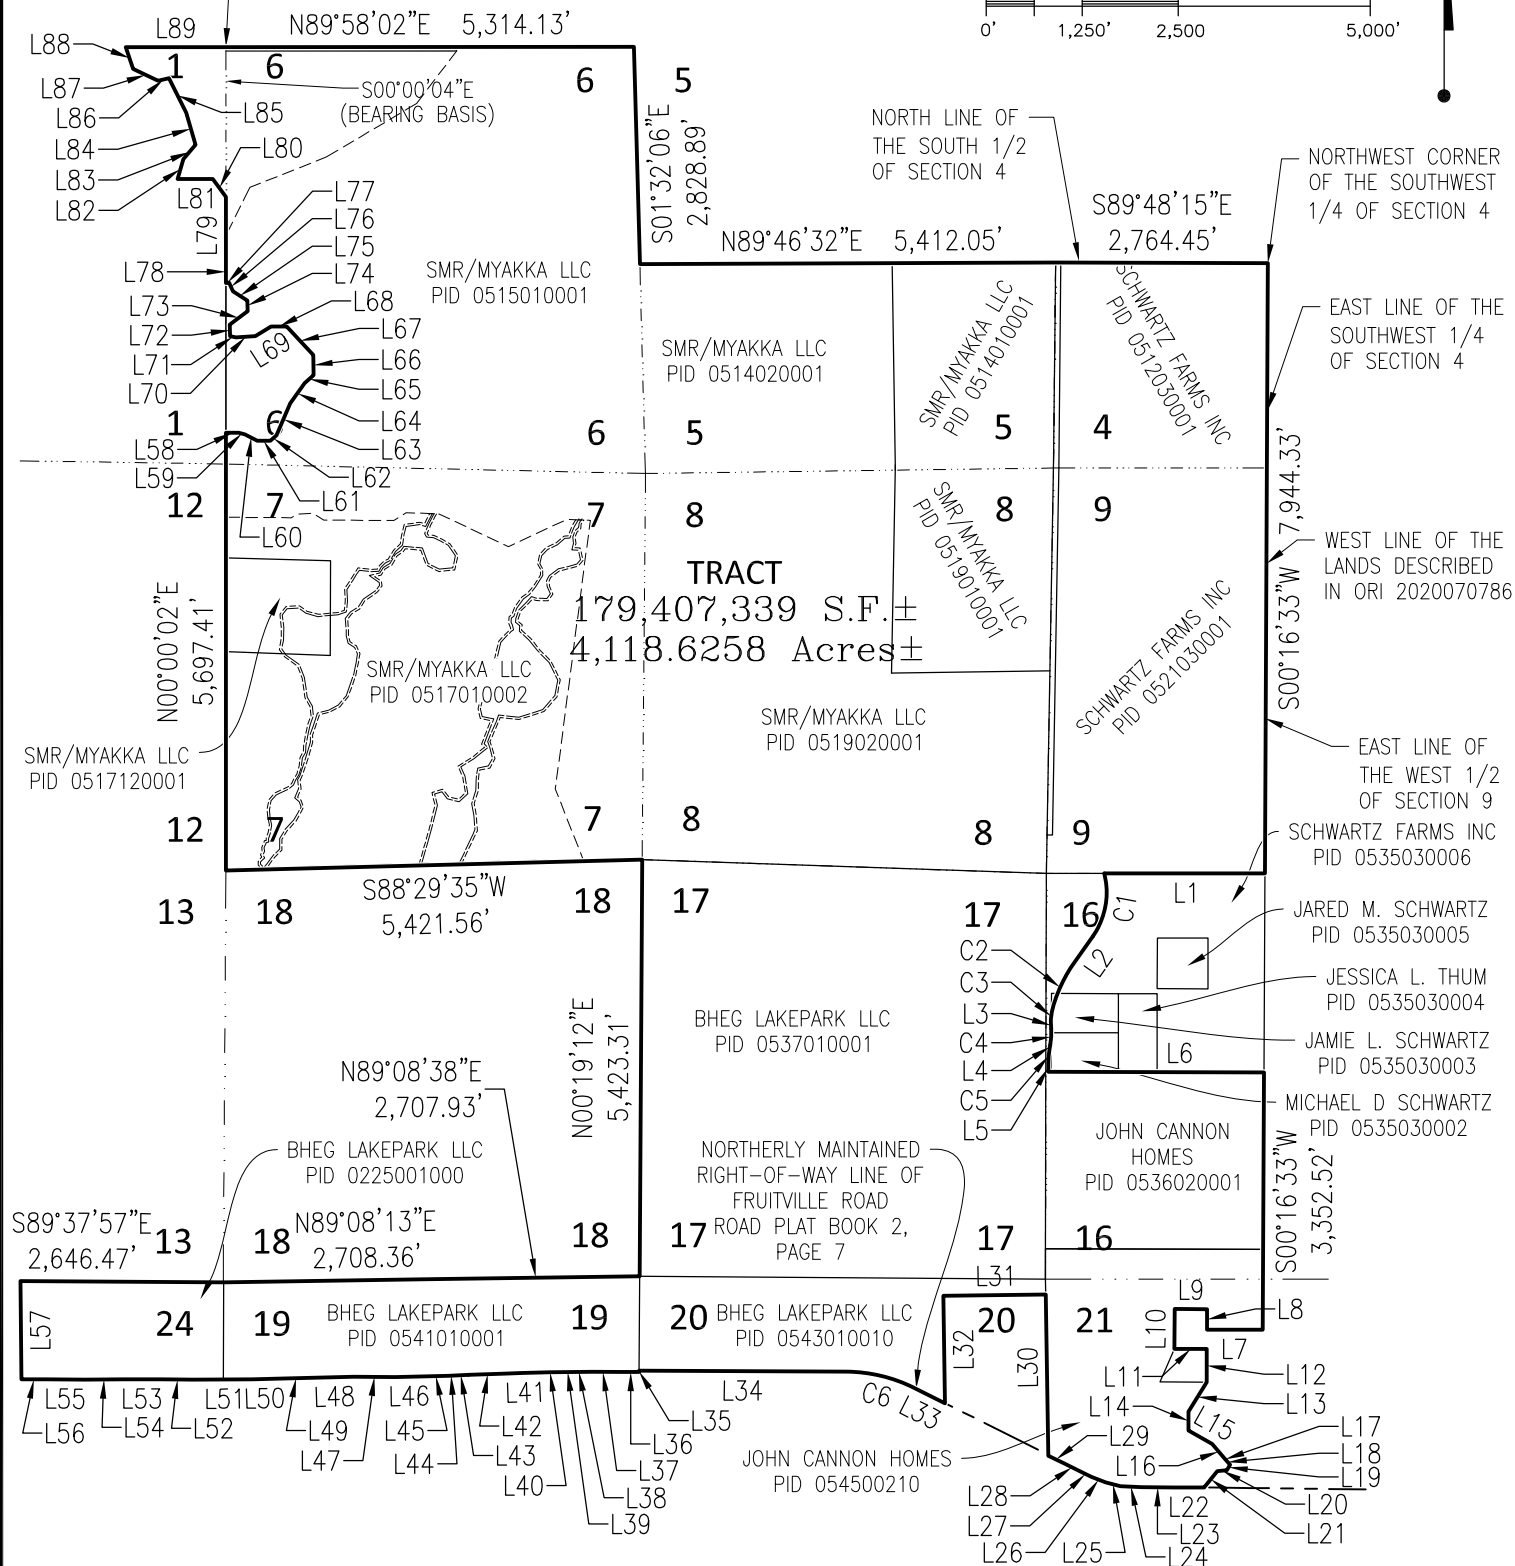 0'
1,250'
2,500
5,000'
L89
N89°58'02"E 5,314.13'
L88
L87
L86
L85
L84
L83
L82
L81
L80
L79
1
6
6
5
S00°00'04"E
(BEARING BASIS)
S01°32'06"E
2,828.89'
NORTH LINE OF
THE SOUTH 1/2
OF SECTION 4
NORTHWEST CORNER
OF THE SOUTHWEST
1/4 OF SECTION 4
S89°48'15"E
2,764.45'
N89°46'32"E 5,412.05'
L77
L76
L75
L74
L78
L73
L72
L71
L70
L69
L68
L67
L66
L65
L64
L63
L62
L61
L60
L59
L58
SMR/MYAKKA LLC
PID 0515010001
SMR/MYAKKA LLC
PID 0514020001
SMR/MYAKKA LLC
PID 0514010001
SCHWARTZ FARMS INC
PID 0512030001
EAST LINE OF THE
SOUTHWEST 1/4
OF SECTION 4
1
6
6
5
5
4
12
7
7
8
8
9
S00°16'33"W 7,944.33'
SMR/MYAKKA LLC
PID 0519010001
WEST LINE OF THE
LANDS DESCRIBED
IN ORI 2020070786
TRACT
179,407,339 S.F.±
4,118.6258 Acres±
N00°00'02"E
5,697.41'
SMR/MYAKKA LLC
PID 0517010002
SCHWARTZ FARMS INC
PID 0521030001
SMR/MYAKKA LLC
PID 0519020001
SMR/MYAKKA LLC
PID 0517120001
EAST LINE OF
THE WEST 1/2
OF SECTION 9
12
7
7
8
8
9
SCHWARTZ FARMS INC
PID 0535030006
S88°29'35"W
5,421.56'
13
18
18
17
17
16
L1
C1
L2
C2
C3
L3
C4
L4
C5
L5
L6
JARED M. SCHWARTZ
PID 0535030005
JESSICA L. THUM
PID 0535030004
JAMIE L. SCHWARTZ
PID 0535030003
MICHAEL D SCHWARTZ
PID 0535030002
BHEG LAKEPARK LLC
PID 0537010001
N00°19'12"E
5,423.31'
N89°08'38"E
2,707.93'
BHEG LAKEPARK LLC
PID 0225001000
NORTHERLY MAINTAINED
RIGHT-OF-WAY LINE OF
FRUITVILLE ROAD
ROAD PLAT BOOK 2,
PAGE 7
JOHN CANNON
HOMES
PID 0536020001
S00°16'33"W
3,352.52'
S89°37'57"E
2,646.47'
N89°08'13"E
2,708.36'
13
18
18
17
17
16
L31
L9
L8
L10
L7
24
19
19
20
20
21
BHEG LAKEPARK LLC
PID 0541010001
BHEG LAKEPARK LLC
PID 0543010010
L57
L32
L30
L11
L12
L13
L14
L15
L16
L17
L18
L19
L20
L21
L22
L23
L24
L25
L26
L27
L28
L29
L55
L53
L51
L50
L48
L46
L41
L34
C6
L33
L56
L54
L52
L49
L47
L45
L44
L43
L42
L40
L39
L38
L37
L36
L35
JOHN CANNON HOMES
PID 054500210